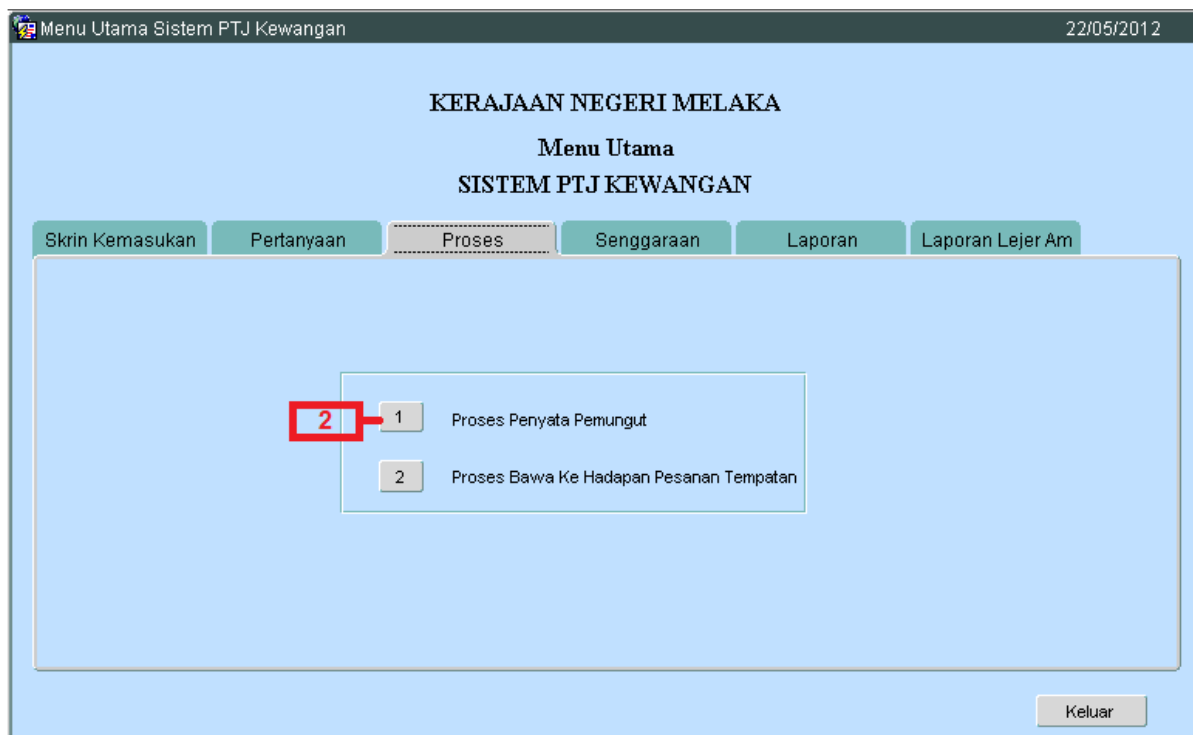 Menu Utama Sistem PTJ Kewangan 22/05/2012
KERAJAAN NEGERI MELAKA
Menu Utama
SISTEM PTJ KEWANGAN
Skrin Kemasukan Pertanyaan Proses Senggaraan Laporan Laporan Lejer Am
2 1 Proses Penyata Pemungut
2 Proses Bawa Ke Hadapan Pesanan Tempatan
Keluar